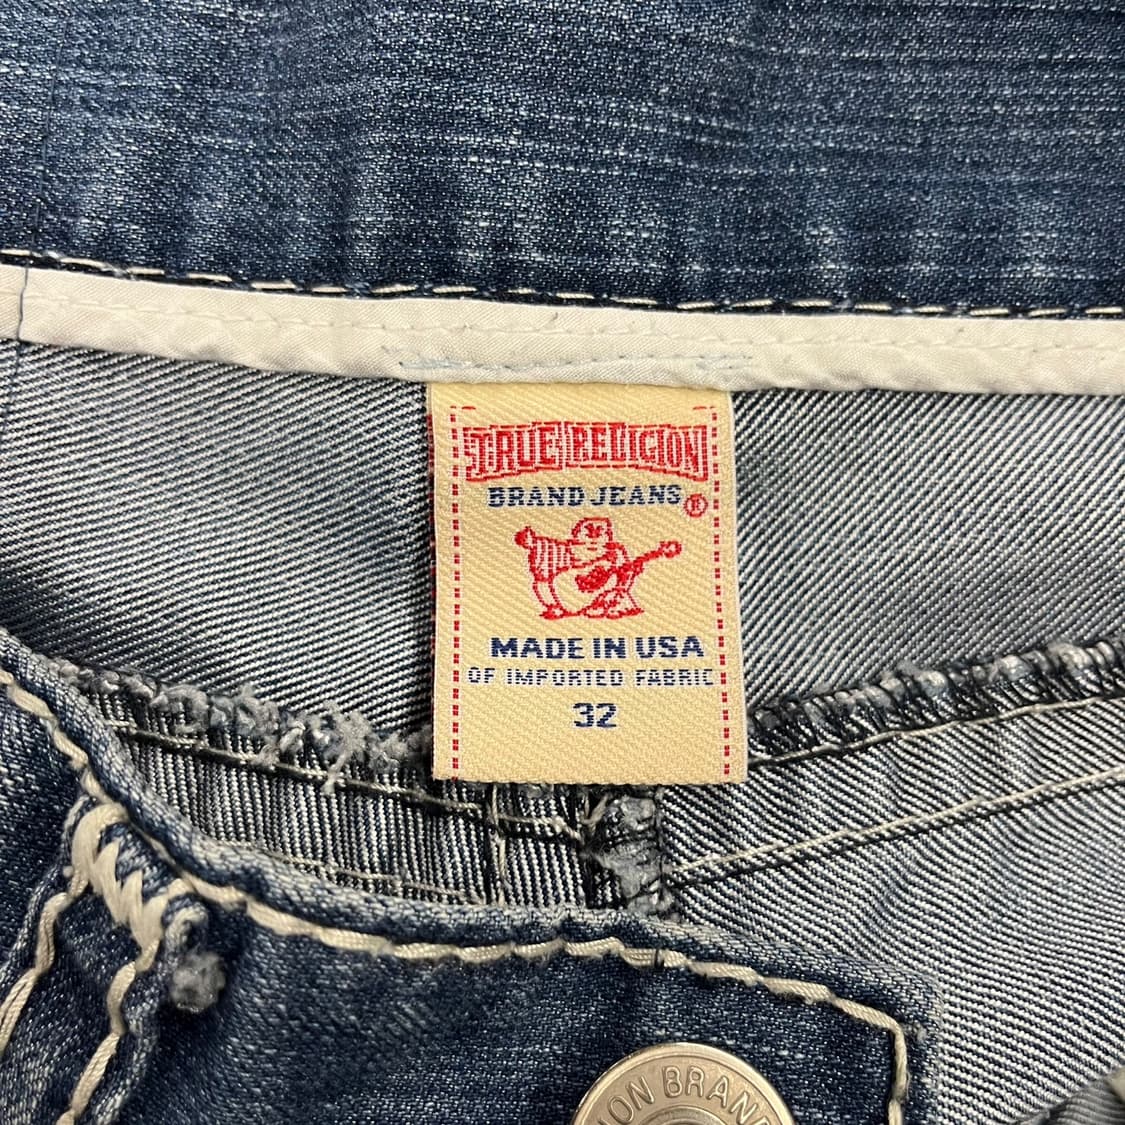 TRUE RELIGION
BRAND JEANS®
MADE IN USA
OF IMPORTED FABRIC
32
ION BRAND